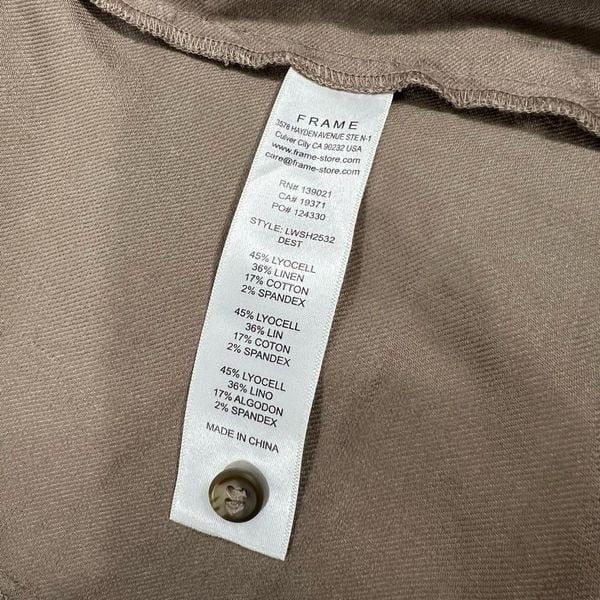 FRAME
3578 HAYDEN AVENUE STE N-1
Culver City CA 90232 USA
www.frame-store.com
care@frame-store.com
RN# 139021
CA# 19371
PO# 124330
STYLE: LWSH2532
DEST
45% LYOCELL
36% LINEN
17% COTTON
2% SPANDEX
45% LYOCELL
36% LIN
17% COTON
2% SPANDEX
45% LYOCELL
36% LINO
17% ALGODON
2% SPANDEX
MADE IN CHINA